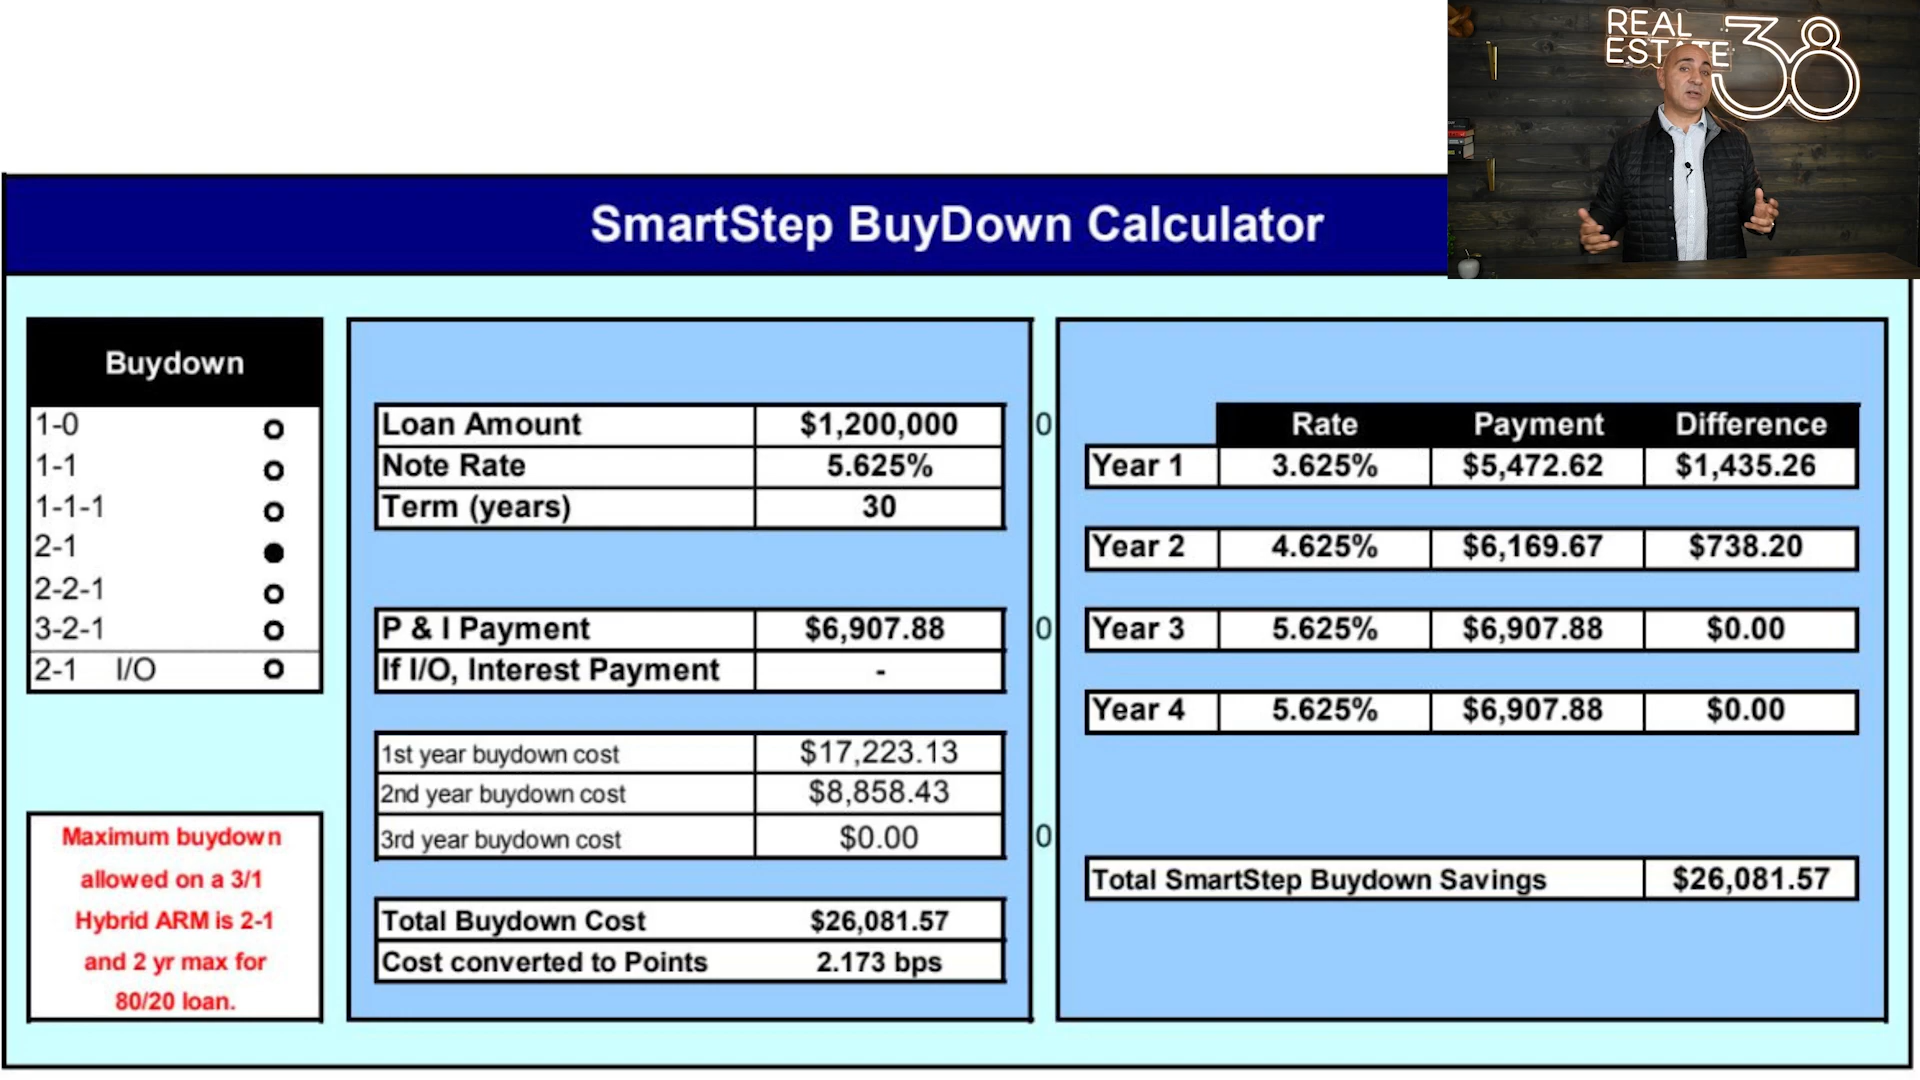 REAL
ESTATE
38
SmartStep BuyDown Calculator
Buydown
1-0
1-1
1-1-1
2-1
2-2-1
3-2-1
2-1 I/O
Maximum buydown
allowed on a 3/1
Hybrid ARM is 2-1
and 2 yr max for
80/20 loan.
Loan Amount $1,200,000
Note Rate 5.625%
Term (years) 30
P & I Payment $6,907.88
If I/O, Interest Payment -
1st year buydown cost $17,223.13
2nd year buydown cost $8,858.43
3rd year buydown cost $0.00
Total Buydown Cost $26,081.57
Cost converted to Points 2.173 bps
0
0
0
Rate Payment Difference
Year 1 3.625% $5,472.62 $1,435.26
Year 2 4.625% $6,169.67 $738.20
Year 3 5.625% $6,907.88 $0.00
Year 4 5.625% $6,907.88 $0.00
Total SmartStep Buydown Savings $26,081.57